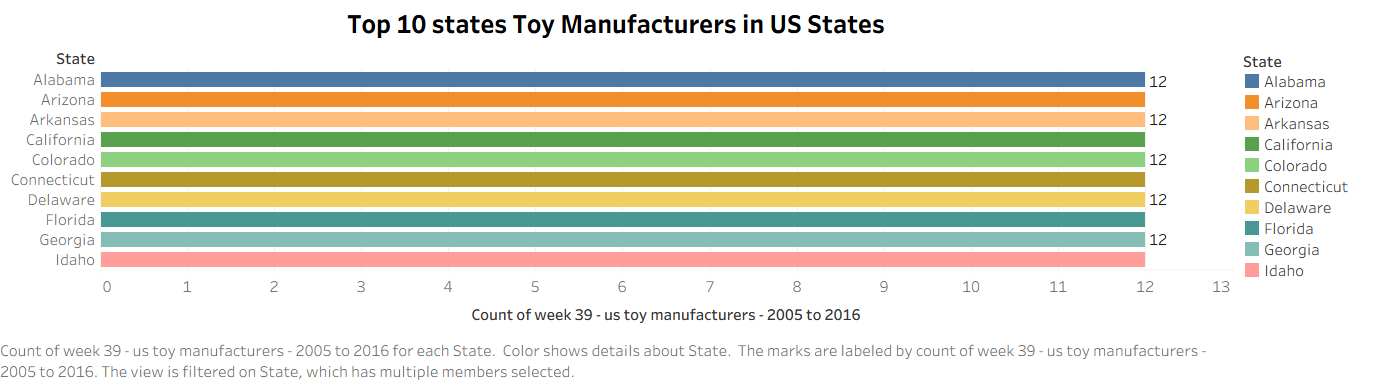 Top 10 states Toy Manufacturers in US States
State
Alabama 12
Arizona
Arkansas 12
California
Colorado 12
Connecticut
Delaware 12
Florida
Georgia 12
Idaho
0 1 2 3 4 5 6 7 8 9 10 11 12 13
Count of week 39 - us toy manufacturers - 2005 to 2016
State
Alabama
Arizona
Arkansas
California
Colorado
Connecticut
Delaware
Florida
Georgia
Idaho
Count of week 39 - us toy manufacturers - 2005 to 2016 for each State. Color shows details about State. The marks are labeled by count of week 39 - us toy manufacturers -
2005 to 2016. The view is filtered on State, which has multiple members selected.